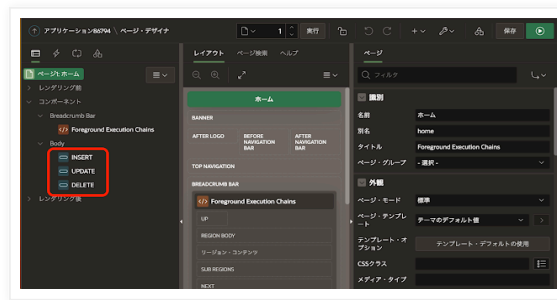 アプリケーション86794 \ ページ・デザイナ
1
実行
保存
ページ1: ホーム
レンダリング前
コンポーネント
Breadcrumb Bar
Foreground Execution Chains
Body
INSERT
UPDATE
DELETE
レンダリング後
レイアウト ページ検索 ヘルプ
ホーム
BANNER
AFTER LOGO
BEFORE NAVIGATION BAR
AFTER NAVIGATION BAR
TOP NAVIGATION
BREADCRUMB BAR
Foreground Execution Chains
UP
REGION BODY
リージョン・コンテンツ
SUB REGIONS
NEXT
ページ
フィルタ
識別
名前 ホーム
別名 home
タイトル Foreground Execution Chains
ページ・グループ - 選択 -
外観
ページ・モード 標準
ページ・テンプレート テーマのデフォルト値
テンプレート・オプション テンプレート・デフォルトの使用
CSSクラス
メディア・タイプ